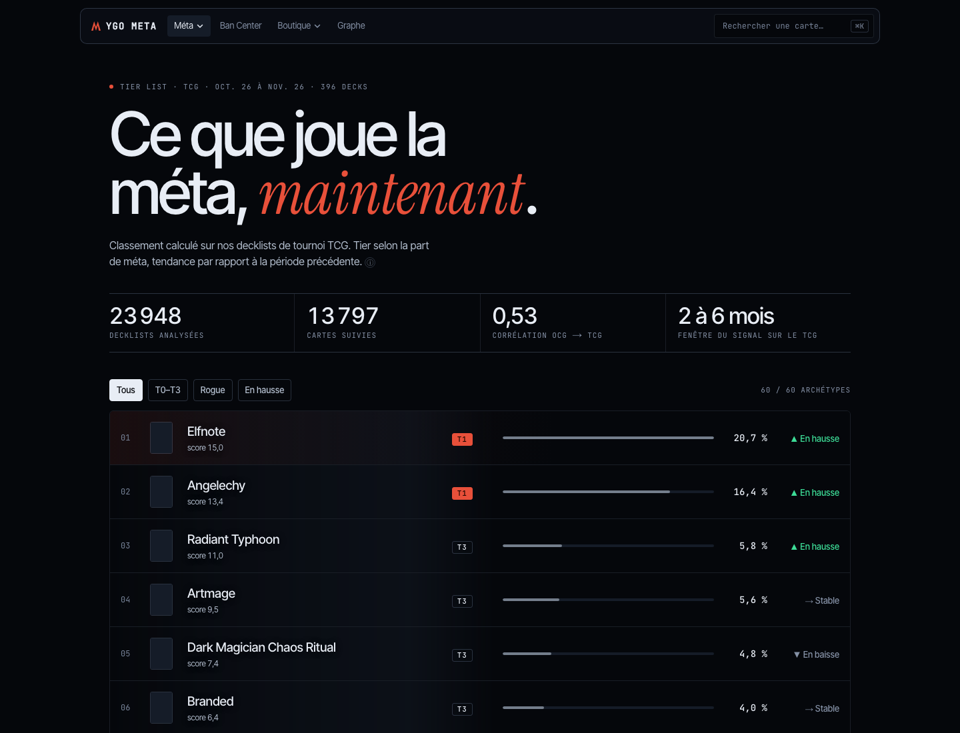 YGO META Méta Ban Center Boutique Graphe Rechercher une carte… ⌘K
TIER LIST · TCG · OCT. 26 À NOV. 26 · 396 DECKS
Ce que joue la
méta, maintenant.
Classement calculé sur nos decklists de tournoi TCG. Tier selon la part
de méta, tendance par rapport à la période précédente. ⓘ
23 948 13 797 0,53 2 à 6 mois
DECKLISTS ANALYSÉES CARTES SUIVIES CORRÉLATION OCG → TCG FENÊTRE DU SIGNAL SUR LE TCG
Tous T0–T3 Rogue En hausse 60 / 60 ARCHÉTYPES
01 Elfnote T1 20,7 % ▲ En hausse
score 15,0
02 Angelechy T1 16,4 % ▲ En hausse
score 13,4
03 Radiant Typhoon T3 5,8 % ▲ En hausse
score 11,0
04 Artmage T3 5,6 % → Stable
score 9,5
05 Dark Magician Chaos Ritual T3 4,8 % ▼ En baisse
score 7,4
06 Branded T3 4,0 % → Stable
score 6,4